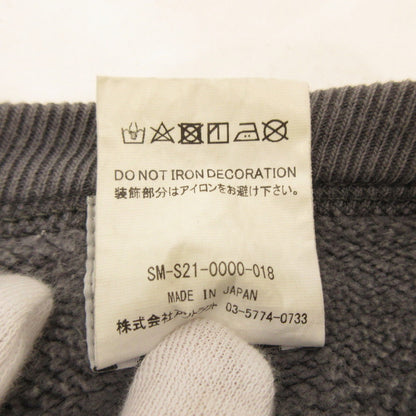 DO NOT IRON DECORATION
装飾部分はアイロンをお避け下さい。
SM-S21-0000-018
MADE IN JAPAN
株式会社 03-5774-0733